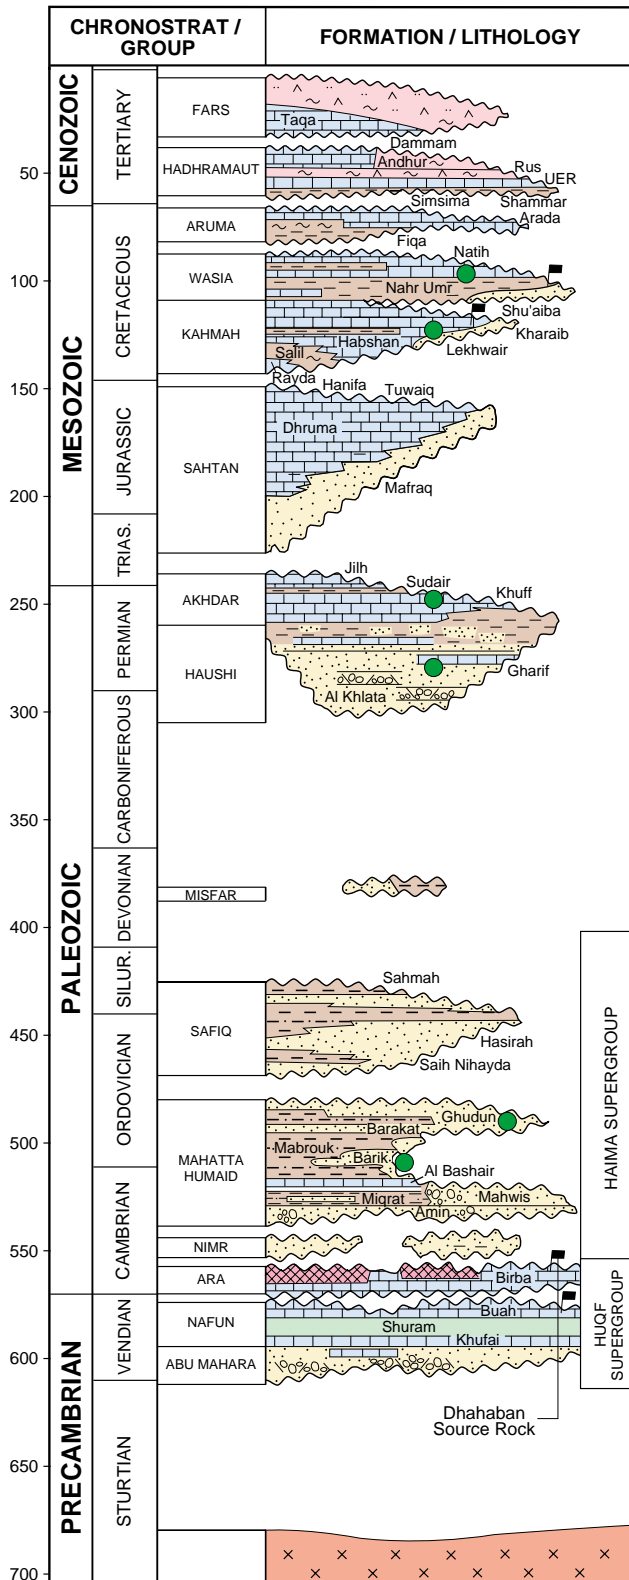 CHRONOSTRAT /
GROUP
FORMATION / LITHOLOGY
CENOZOIC
TERTIARY
FARS
Taqa
HADHRAMAUT
Dammam
Andhur
Rus
UER
50
Simsima
Shammar
MESOZOIC
CRETACEOUS
ARUMA
Arada
Fiqa
WASIA
Natih
100
Nahr Umr
KAHMAH
Shu'aiba
Kharaib
Habshan
Lekhwair
Salil
Rayda
150
JURASSIC
SAHTAN
Hanifa
Tuwaiq
Dhruma
Mafraq
200
TRIAS.
Jilh
Sudair
PALEOZOIC
PERMIAN
AKHDAR
Khuff
250
HAUSHI
Gharif
Al Khlata
300
CARBONIFEROUS
350
DEVONIAN
MISFAR
400
SILUR.
Sahmah
HAIMA SUPERGROUP
SAFIQ
450
Hasirah
Saih Nihayda
ORDOVICIAN
MAHATTA
HUMAID
Ghudun
Barakat
500
Mabrouk
Barik
Al Bashair
CAMBRIAN
Miqrat
Mahwis
Amin
NIMR
550
ARA
Birba
HUQF
SUPERGROUP
PRECAMBRIAN
VENDIAN
NAFUN
Buah
Shuram
Khufai
600
ABU MAHARA
STURTIAN
Dhahaban
Source Rock
650
700